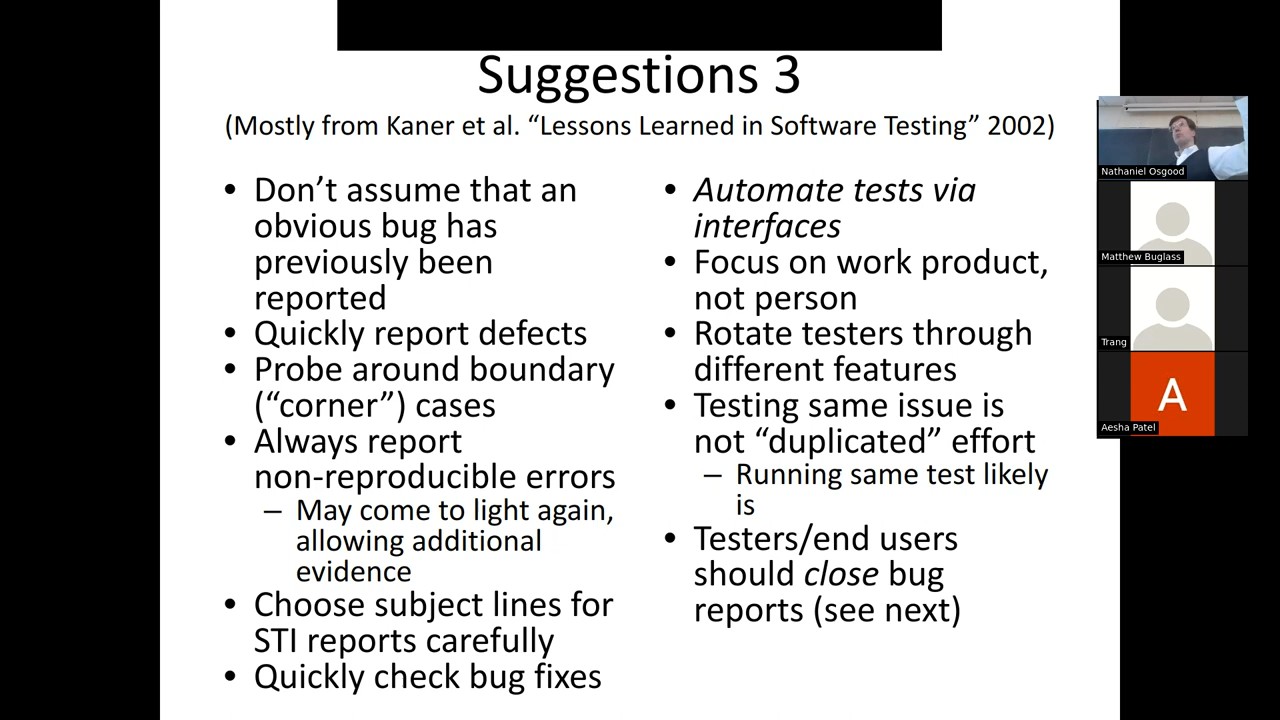 Suggestions 3
(Mostly from Kaner et al. “Lessons Learned in Software Testing” 2002)
• Don’t assume that an
obvious bug has
previously been
reported
• Quickly report defects
• Probe around boundary
(“corner”) cases
• Always report
non-reproducible errors
– May come to light again,
allowing additional
evidence
• Choose subject lines for
STI reports carefully
• Quickly check bug fixes
• Automate tests via
interfaces
• Focus on work product,
not person
• Rotate testers through
different features
• Testing same issue is
not “duplicated” effort
– Running same test likely
is
• Testers/end users
should close bug
reports (see next)
Nathaniel Osgood
Matthew Buglass
Trang
A
Aesha Patel